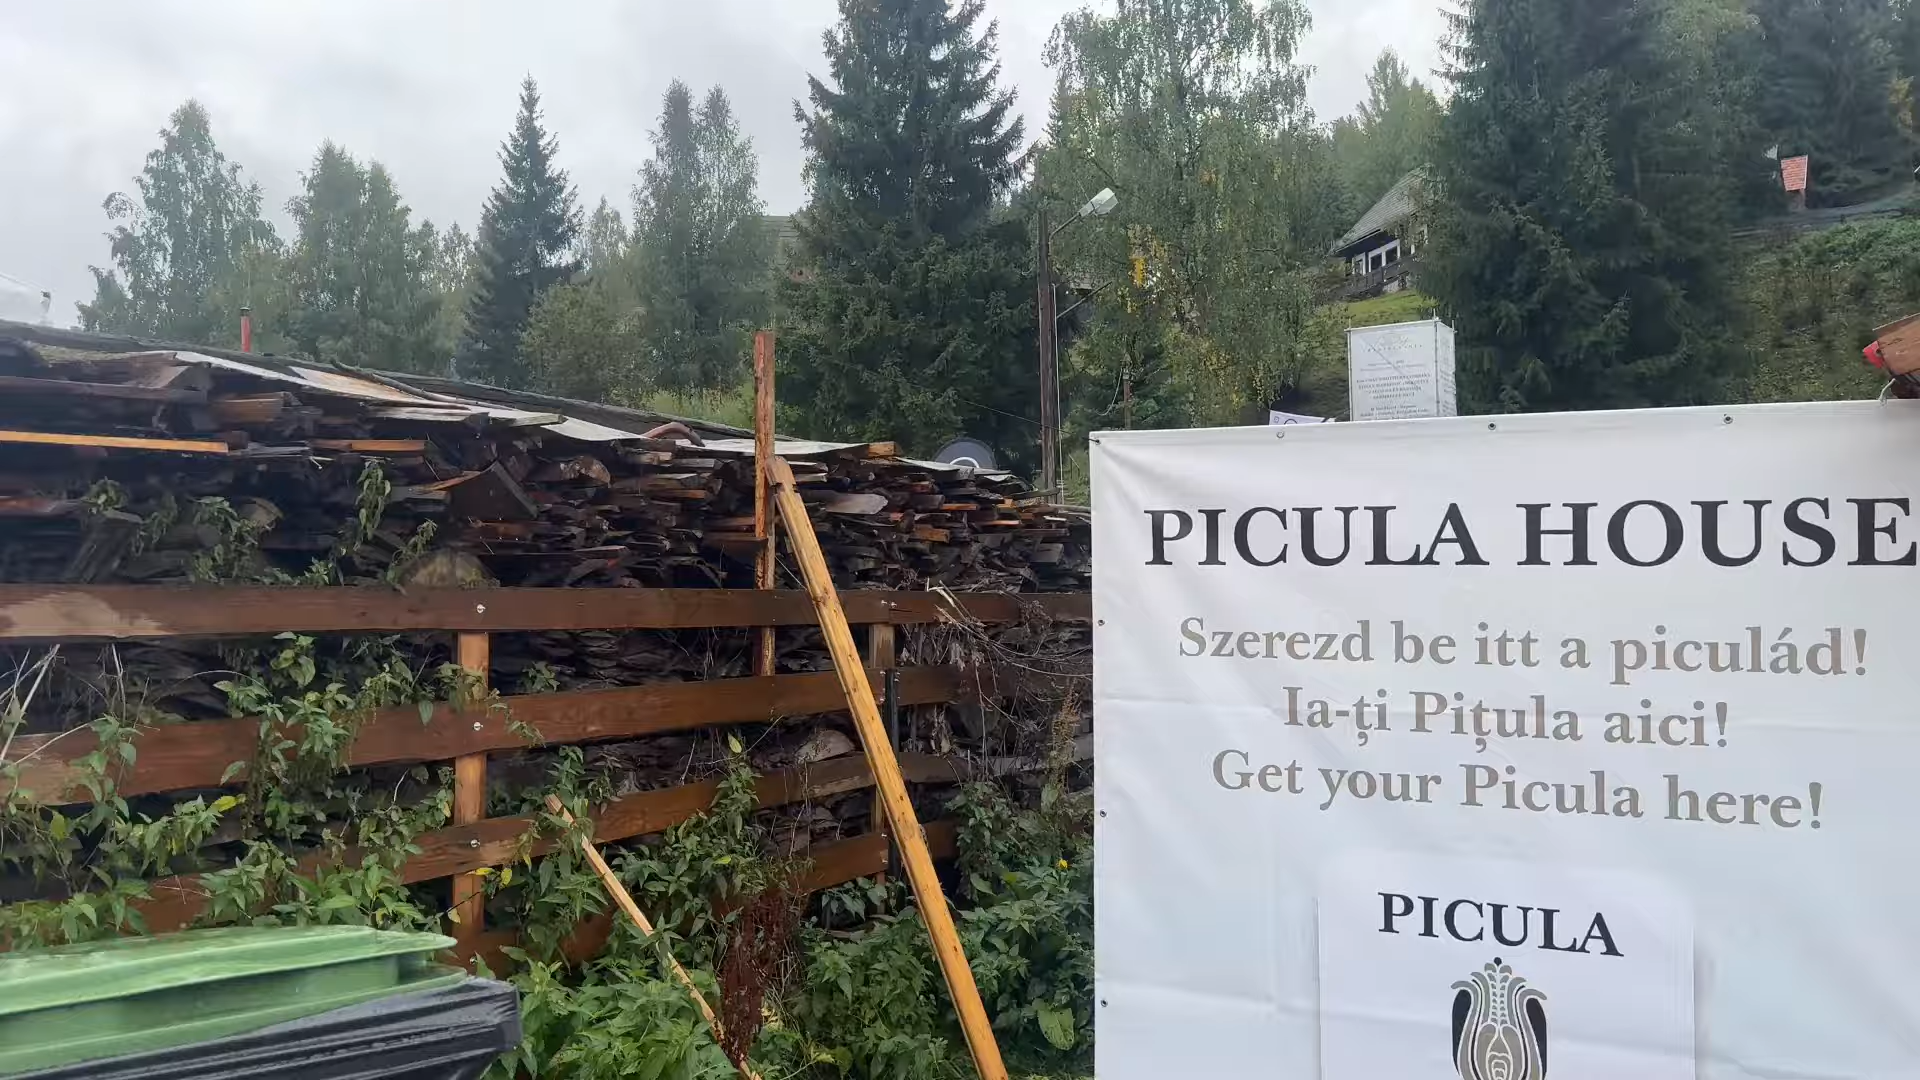 PICULA HOUSE
Szerezd be itt a piculád!
Ia-ți Pițula aici!
Get your Picula here!
PICULA